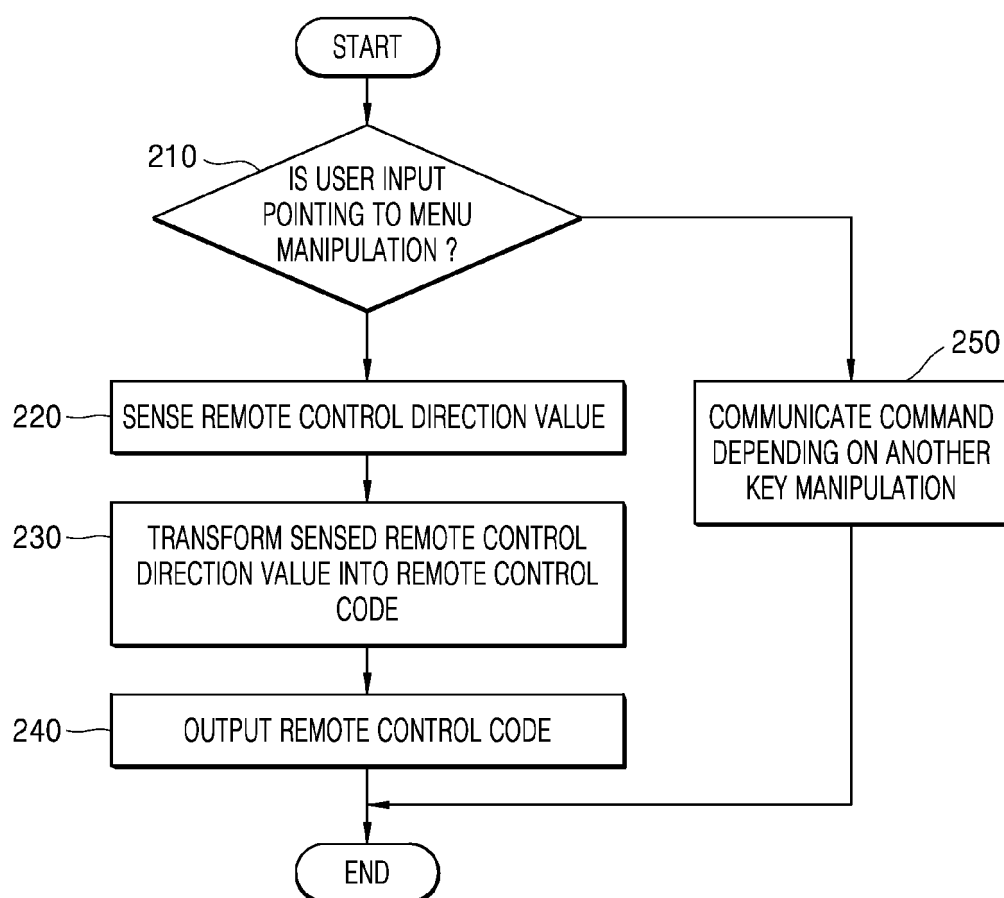 START
210
IS USER INPUT
POINTING TO MENU
MANIPULATION ?
220
SENSE REMOTE CONTROL DIRECTION VALUE
250
COMMUNICATE COMMAND
DEPENDING ON ANOTHER
KEY MANIPULATION
230
TRANSFORM SENSED REMOTE CONTROL
DIRECTION VALUE INTO REMOTE CONTROL
CODE
240
OUTPUT REMOTE CONTROL CODE
END